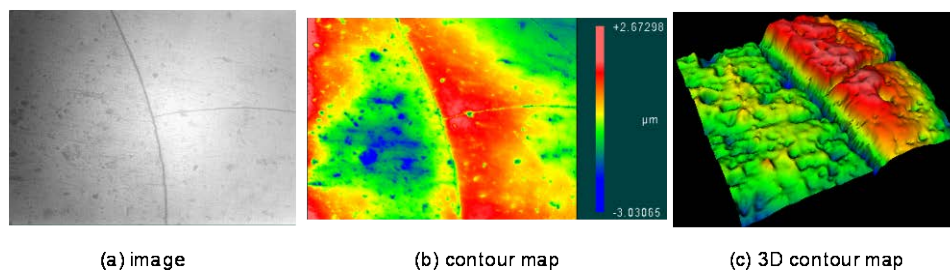 +2.67298
µm
-3.03065
(a) image
(b) contour map
(c) 3D contour map